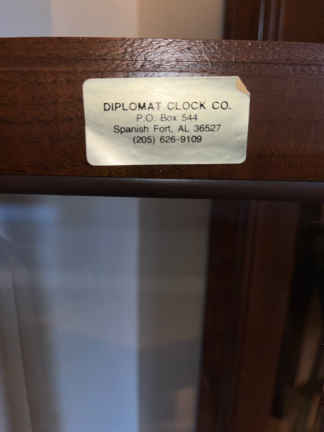 DIPLOMAT CLOCK CO.
P.O. Box 544
Spanish Fort, AL 36527
(205) 626-9109